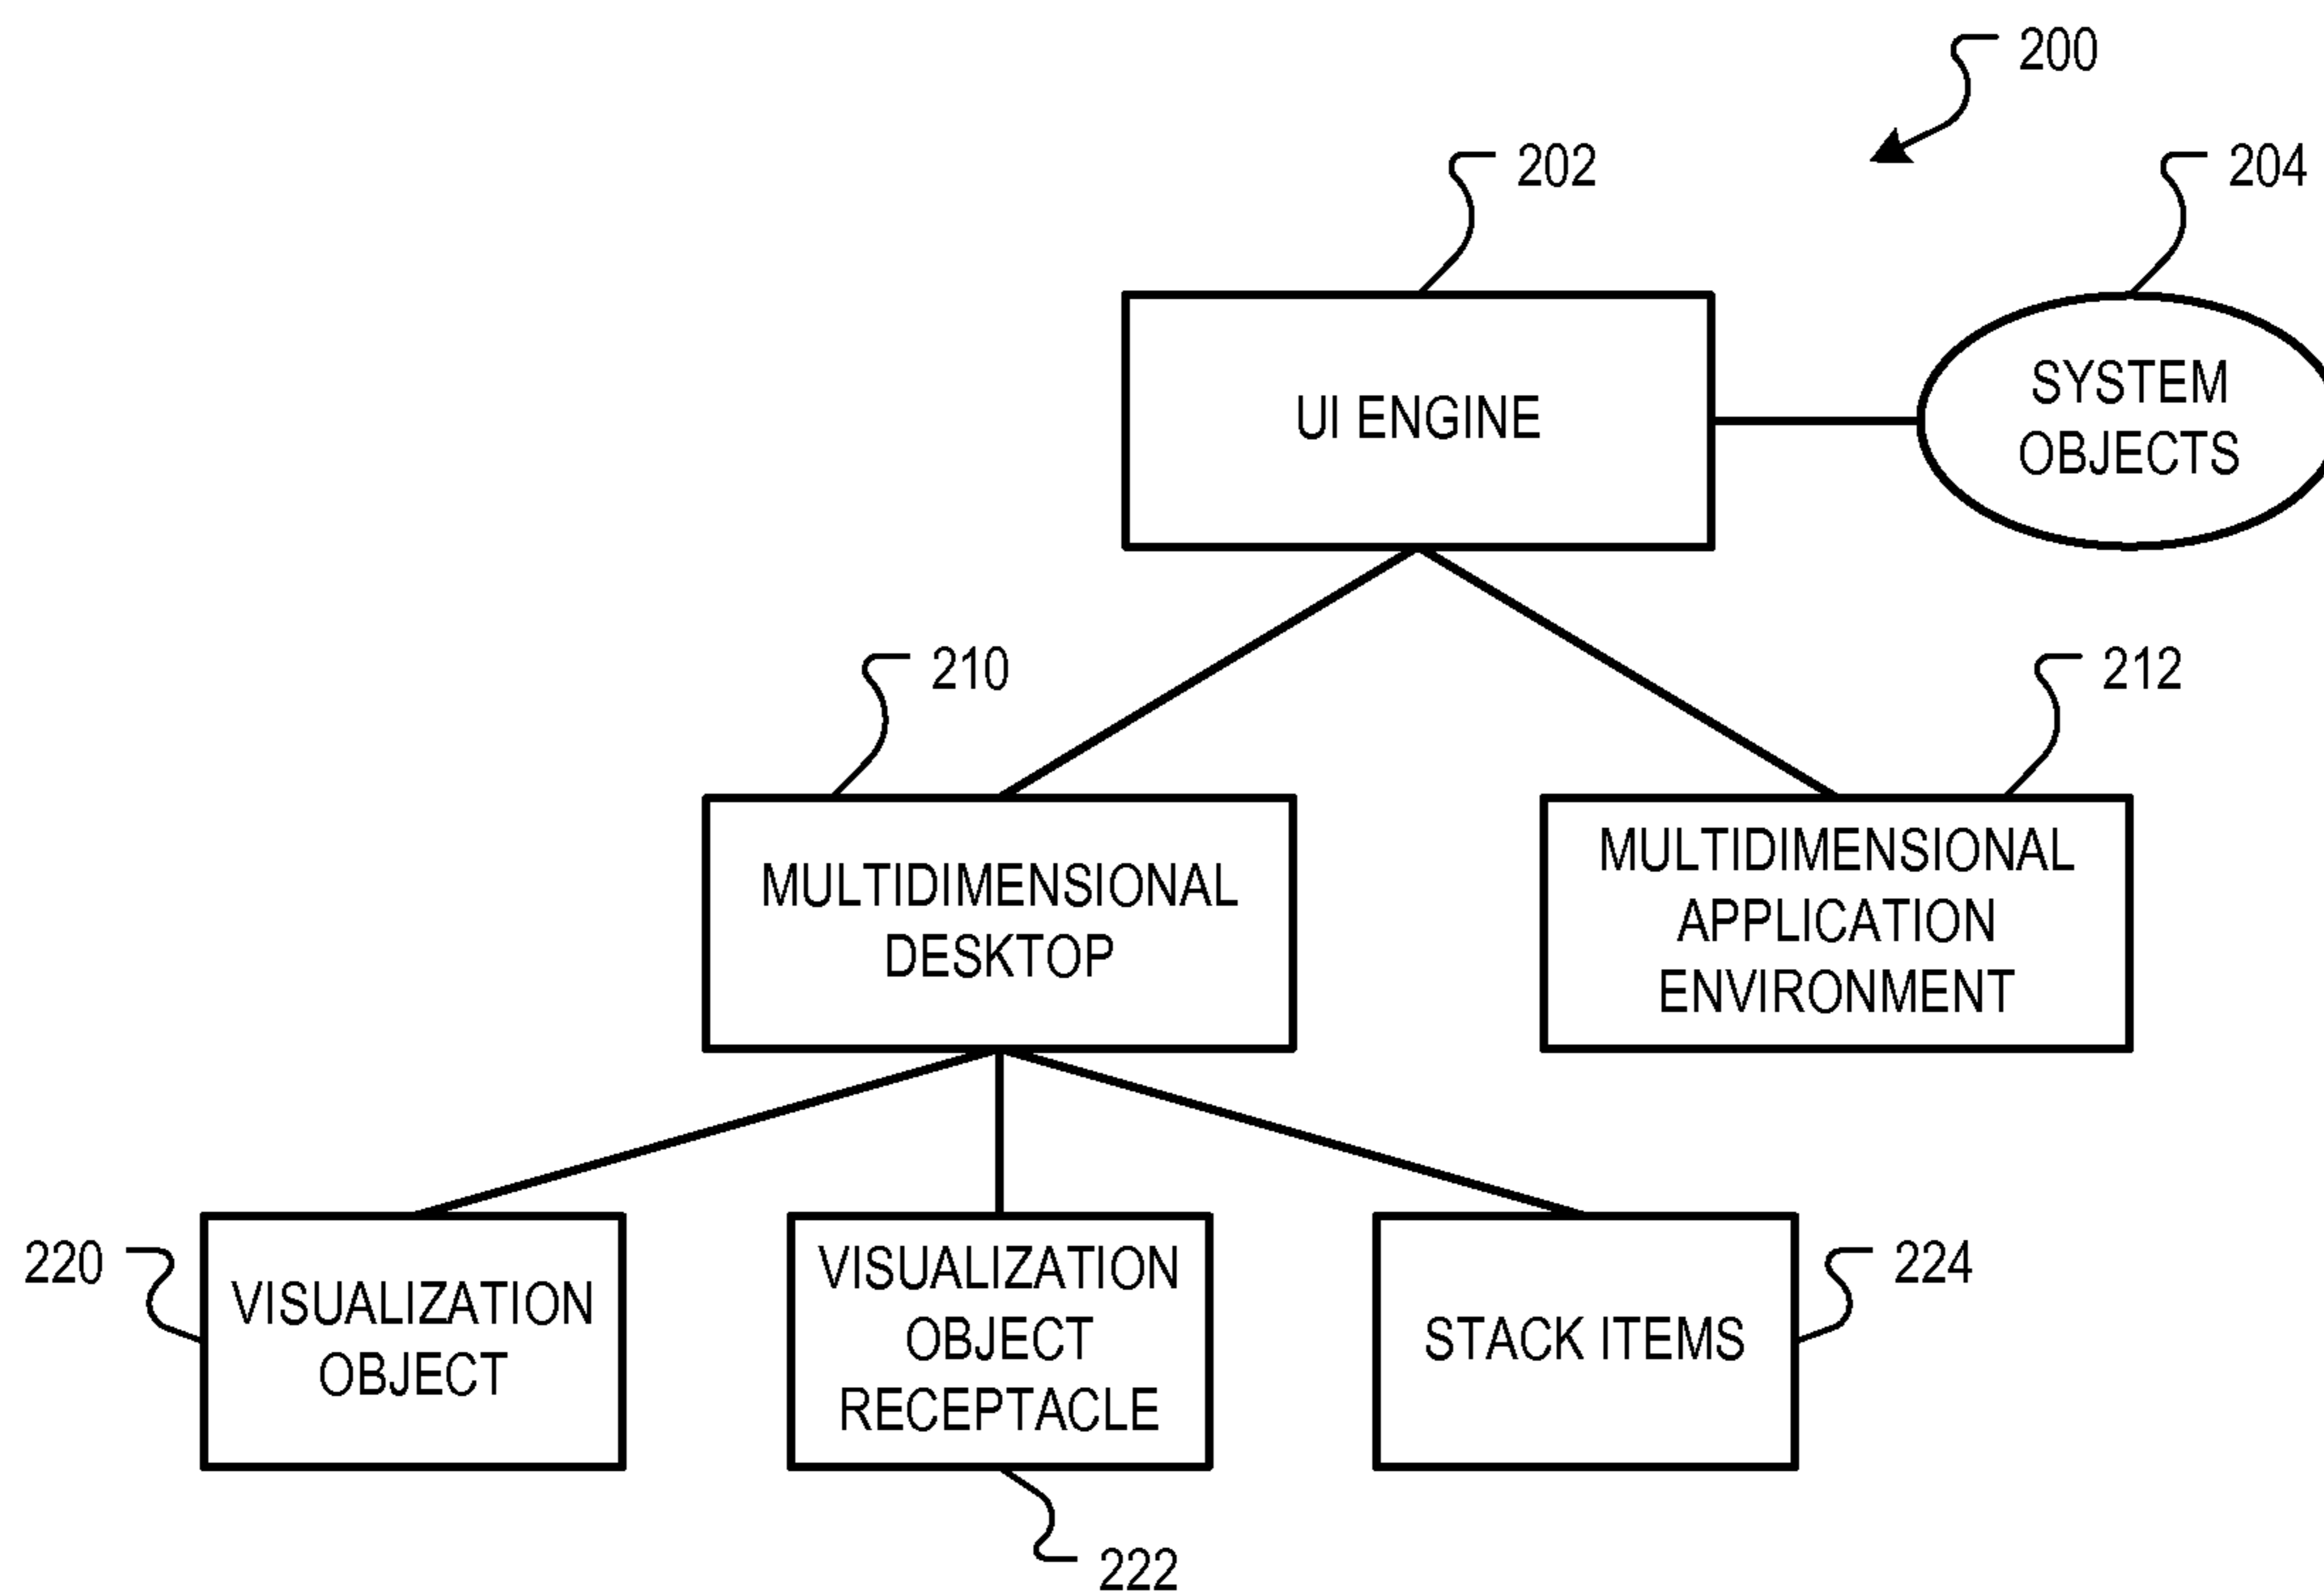 200
202
204
UI ENGINE
SYSTEM
OBJECTS
210
212
MULTIDIMENSIONAL
DESKTOP
MULTIDIMENSIONAL
APPLICATION
ENVIRONMENT
220
VISUALIZATION
OBJECT
VISUALIZATION
OBJECT
RECEPTACLE
STACK ITEMS
224
222